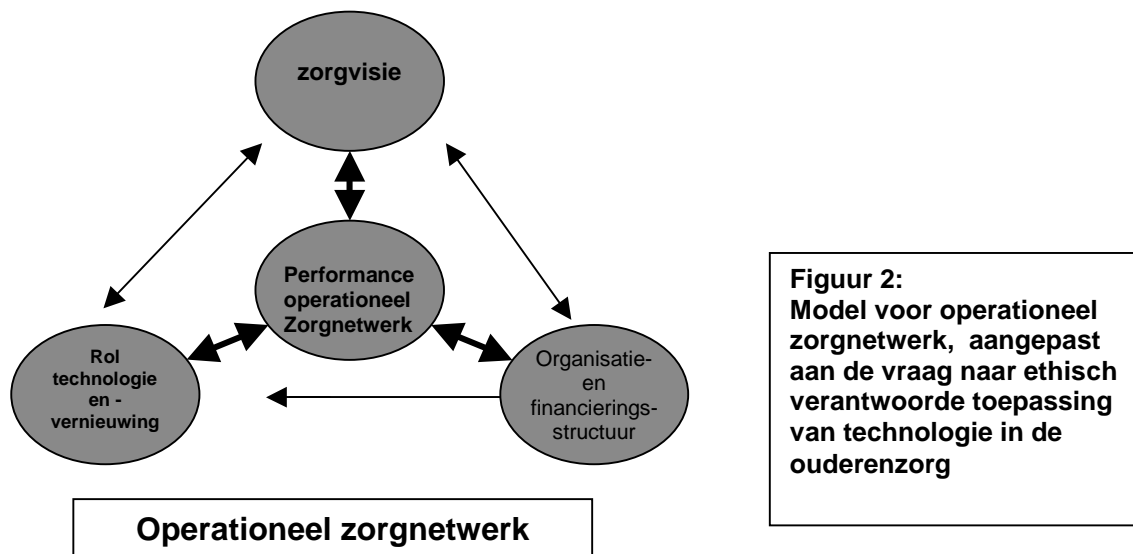 zorgvisie
Performance
operationeel
Zorgnetwerk
Rol
technologie
en -
vernieuwing
Organisatie-
en
financierings-
structuur
Operationeel zorgnetwerk
Figuur 2:
Model voor operationeel
zorgnetwerk, aangepast
aan de vraag naar ethisch
verantwoorde toepassing
van technologie in de
ouderenzorg